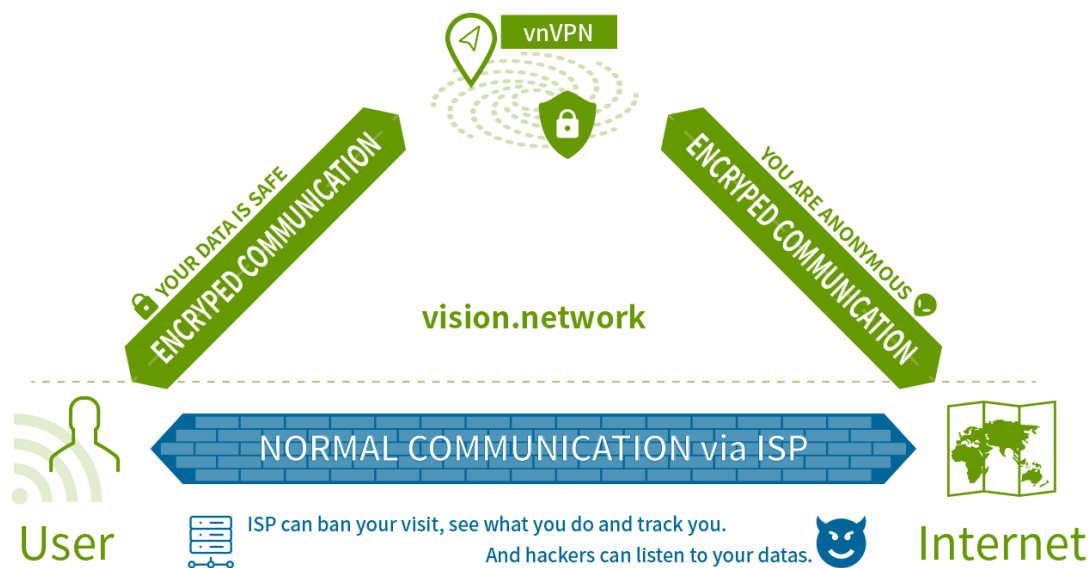 vnVPN
YOUR DATA IS SAFE
ENCRYPED COMMUNICATION
YOU ARE ANONYMOUS
ENCRYPED COMMUNICATION
vision.network
NORMAL COMMUNICATION via ISP
User
ISP can ban your visit, see what you do and track you.
And hackers can listen to your datas.
Internet